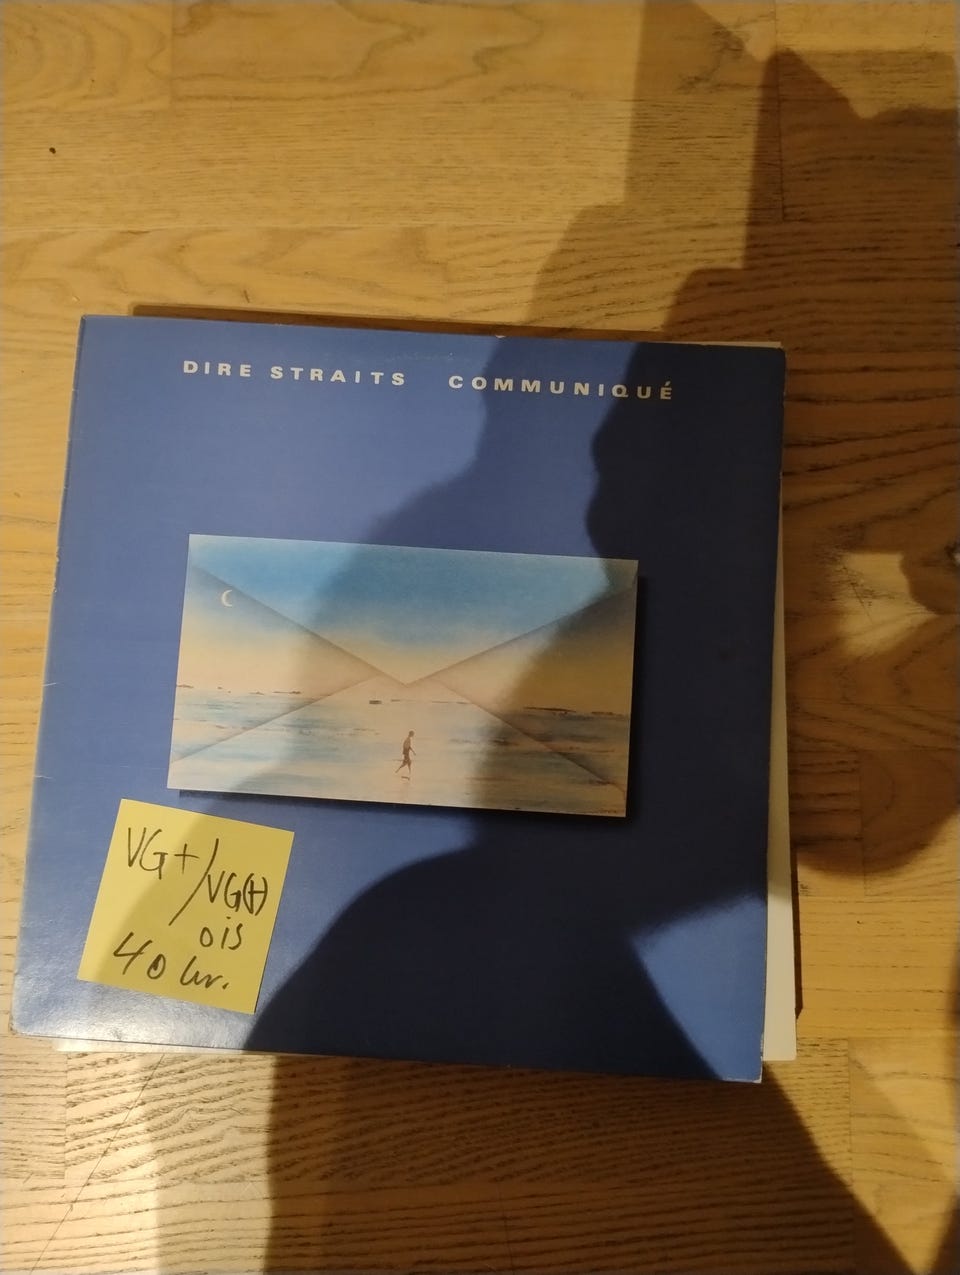 DIRE STRAITS COMMUNIQUÉ
VG+/VG(+)
OIS
40 kr.